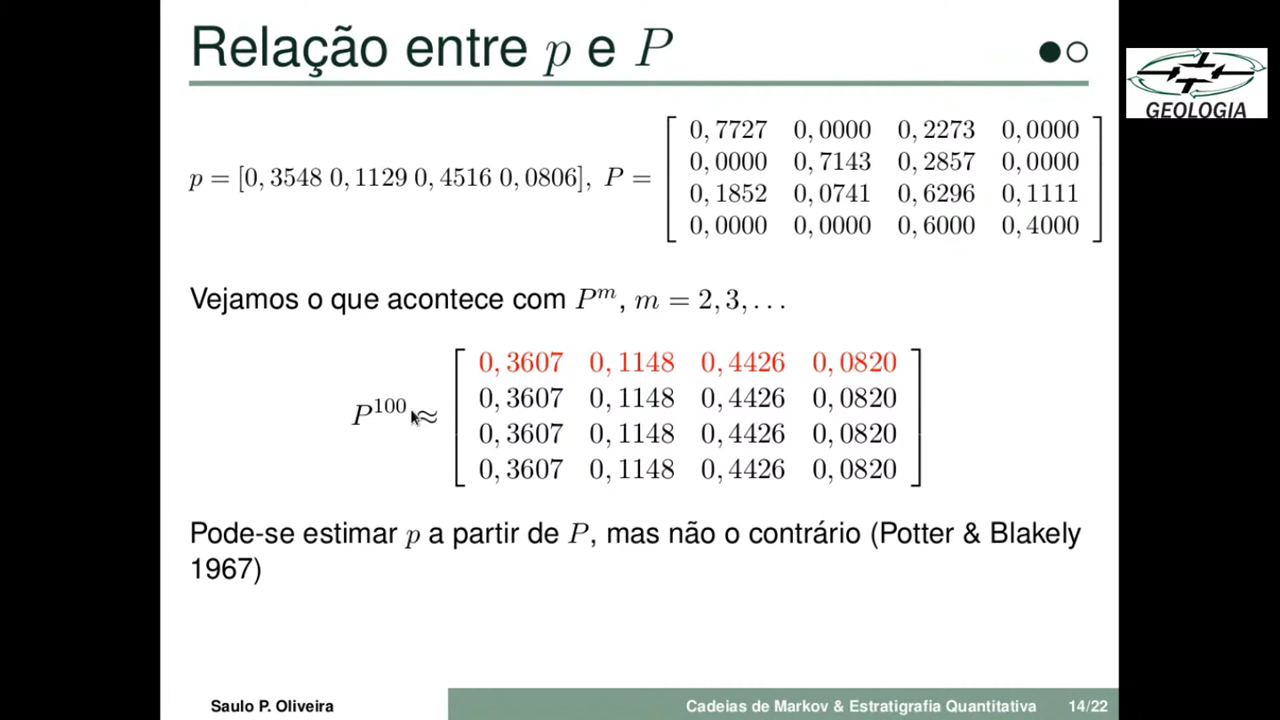 Relação entre p e P
GEOLOGIA
p = [0, 3548 0, 1129 0, 4516 0, 0806], P =
0, 7727 0, 0000 0, 2273 0, 0000
0, 0000 0, 7143 0, 2857 0, 0000
0, 1852 0, 0741 0, 6296 0, 1111
0, 0000 0, 0000 0, 6000 0, 4000
Vejamos o que acontece com P^m, m = 2, 3, . . .
P^100 ≈
0, 3607 0, 1148 0, 4426 0, 0820
0, 3607 0, 1148 0, 4426 0, 0820
0, 3607 0, 1148 0, 4426 0, 0820
0, 3607 0, 1148 0, 4426 0, 0820
Pode-se estimar p a partir de P, mas não o contrário (Potter & Blakely
1967)
Saulo P. Oliveira
Cadeias de Markov & Estratigrafia Quantitativa 14/22